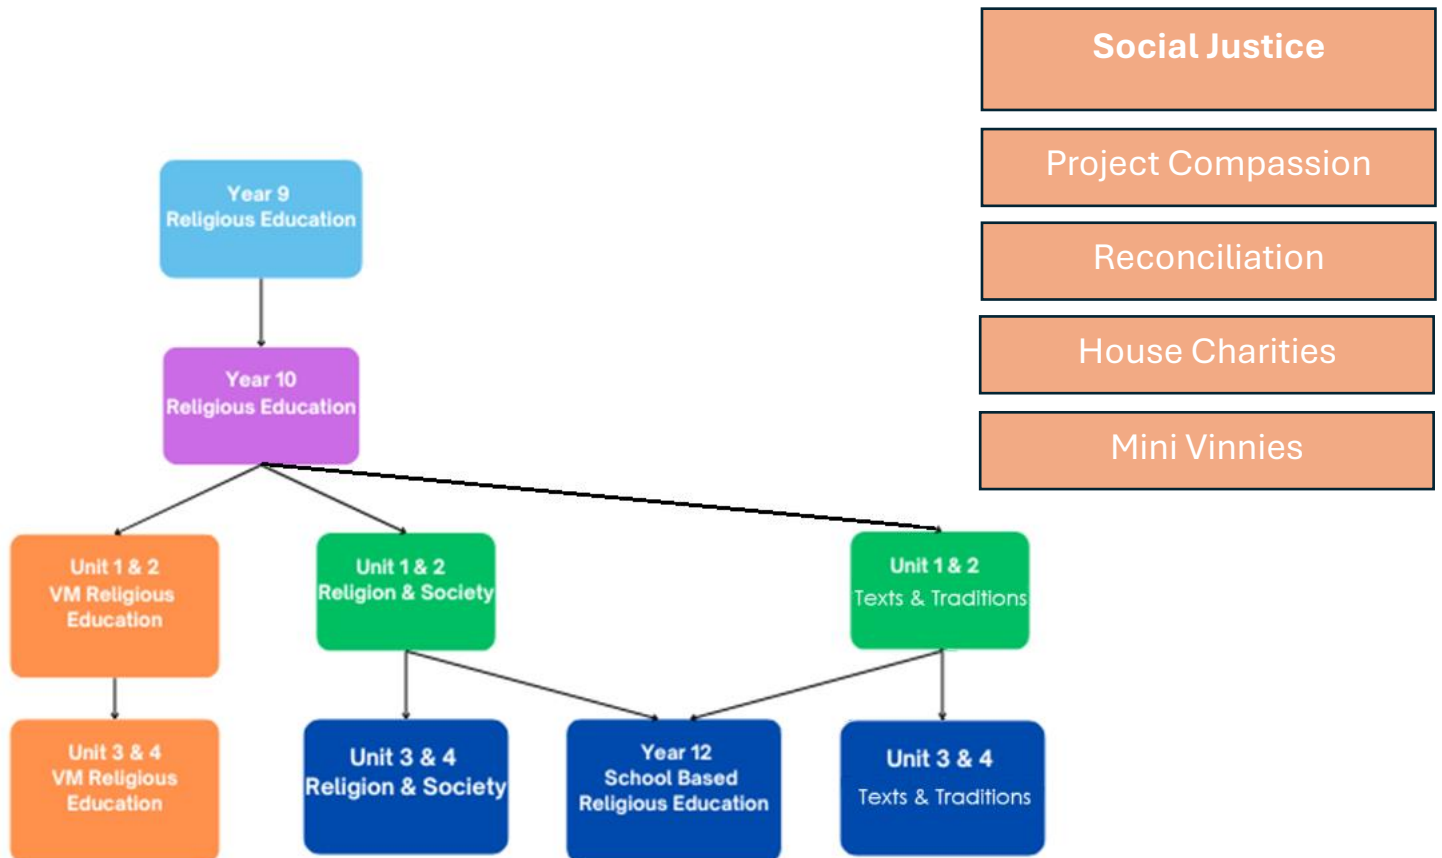 Social Justice
Project Compassion
Reconciliation
House Charities
Mini Vinnies
Year 9
Religious Education
Year 10
Religious Education
Unit 1 & 2
VM Religious
Education
Unit 1 & 2
Religion & Society
Unit 1 & 2
Texts & Traditions
Unit 3 & 4
VM Religious
Education
Unit 3 & 4
Religion & Society
Year 12
School Based
Religious Education
Unit 3 & 4
Texts & Traditions